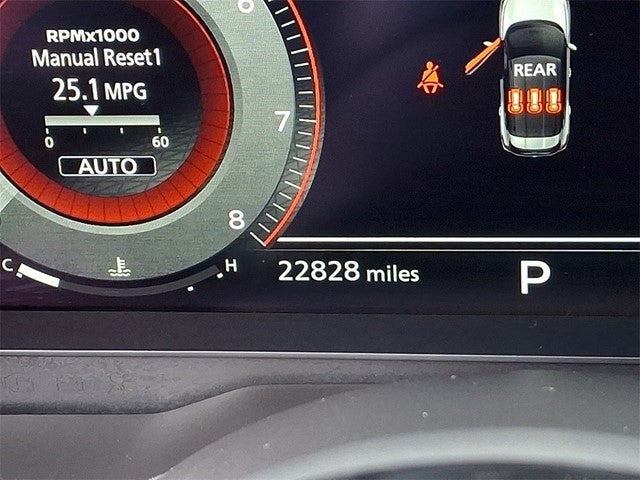 6
RPMx1000
Manual Reset1
25.1 MPG
0 60
AUTO
7
8
REAR
C H
22828 miles
P